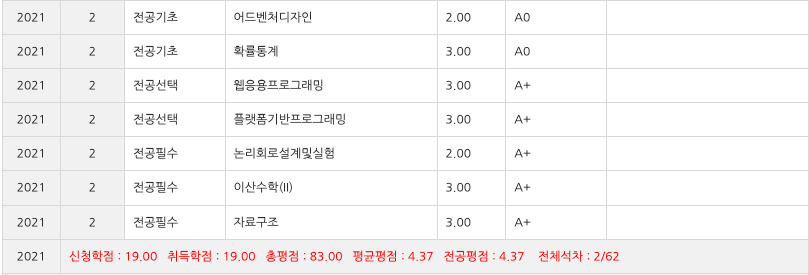 2021 2 전공기초 어드벤처디자인 2.00 A0
2021 2 전공기초 확률통계 3.00 A0
2021 2 전공선택 웹응용프로그래밍 3.00 A+
2021 2 전공선택 플랫폼기반프로그래밍 3.00 A+
2021 2 전공필수 논리회로설계및실험 2.00 A+
2021 2 전공필수 이산수학(II) 3.00 A+
2021 2 전공필수 자료구조 3.00 A+
2021 신청학점 : 19.00 취득학점 : 19.00 총평점 : 83.00 평균평점 : 4.37 전공평점 : 4.37 전체석차 : 2/62